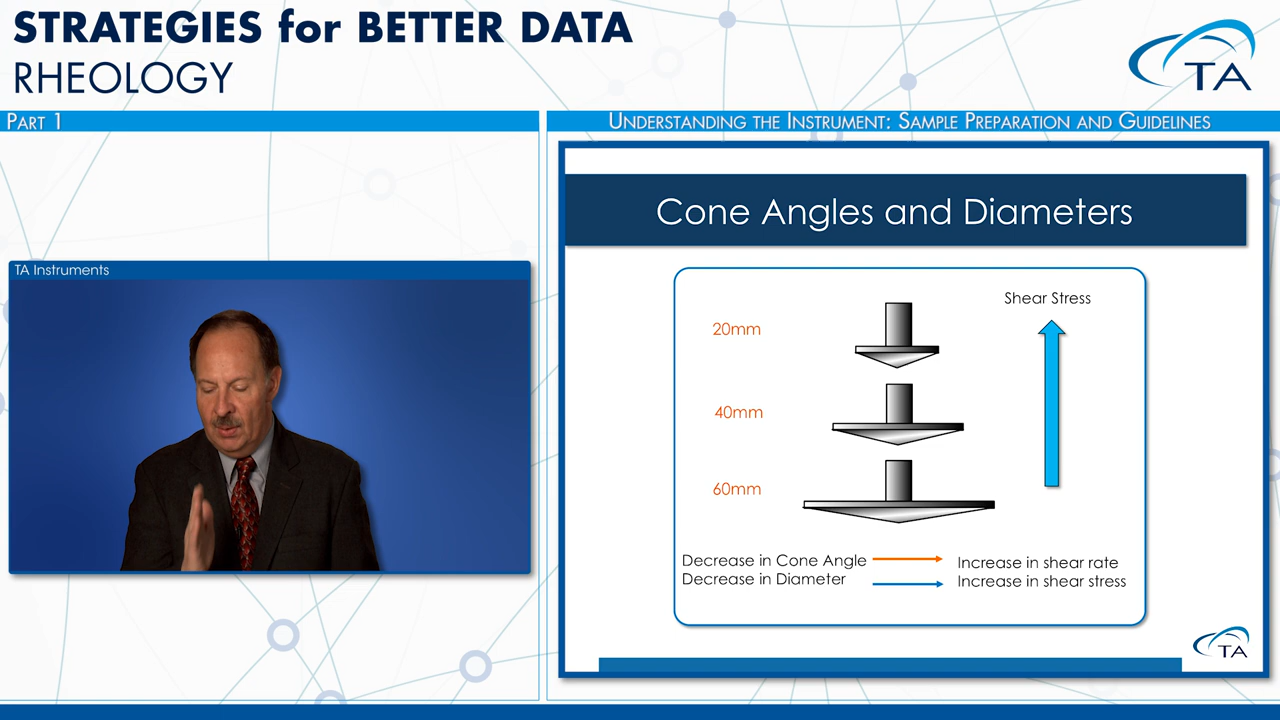 STRATEGIES for BETTER DATA
RHEOLOGY
TA
PART 1
UNDERSTANDING THE INSTRUMENT: SAMPLE PREPARATION AND GUIDELINES
TA Instruments
Cone Angles and Diameters
Shear Stress
20mm
40mm
60mm
Decrease in Cone Angle
Increase in shear rate
Decrease in Diameter
Increase in shear stress
TA